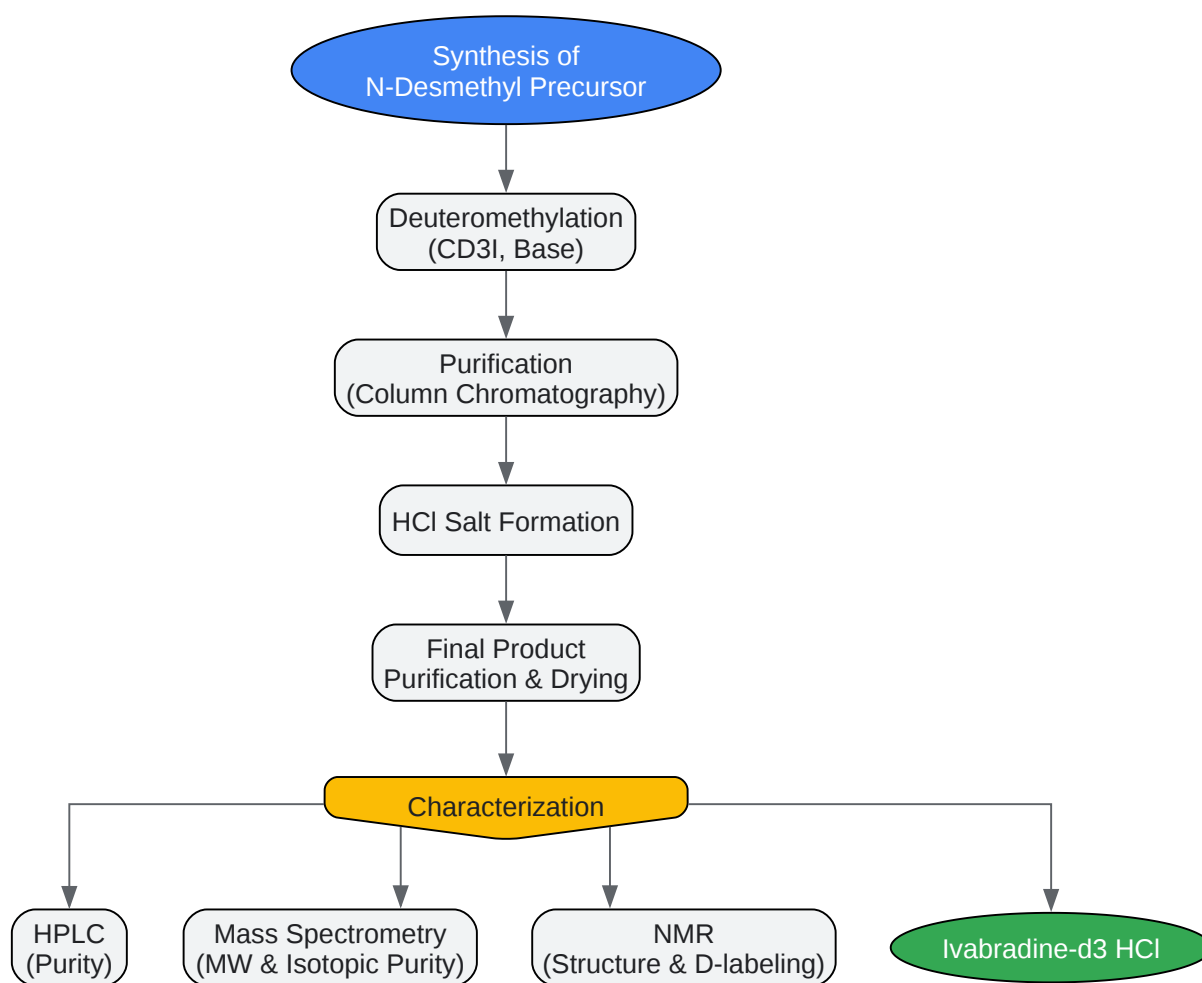 Synthesis of
N-Desmethyl Precursor
Deuteromethylation
(CD3I, Base)
Purification
(Column Chromatography)
HCl Salt Formation
Final Product
Purification & Drying
Characterization
HPLC
(Purity)
Mass Spectrometry
(MW & Isotopic Purity)
NMR
(Structure & D-labeling)
Ivabradine-d3 HCl